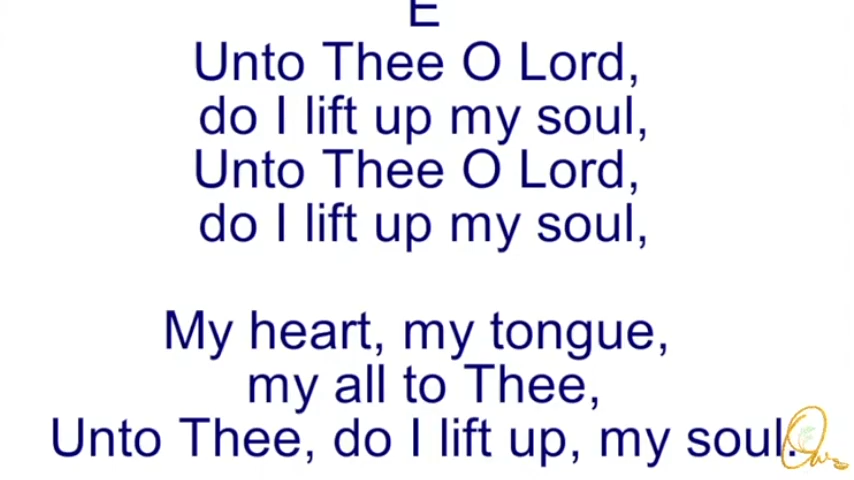 E
Unto Thee O Lord,
do I lift up my soul,
Unto Thee O Lord,
do I lift up my soul,
My heart, my tongue,
my all to Thee,
Unto Thee, do I lift up, my soul.